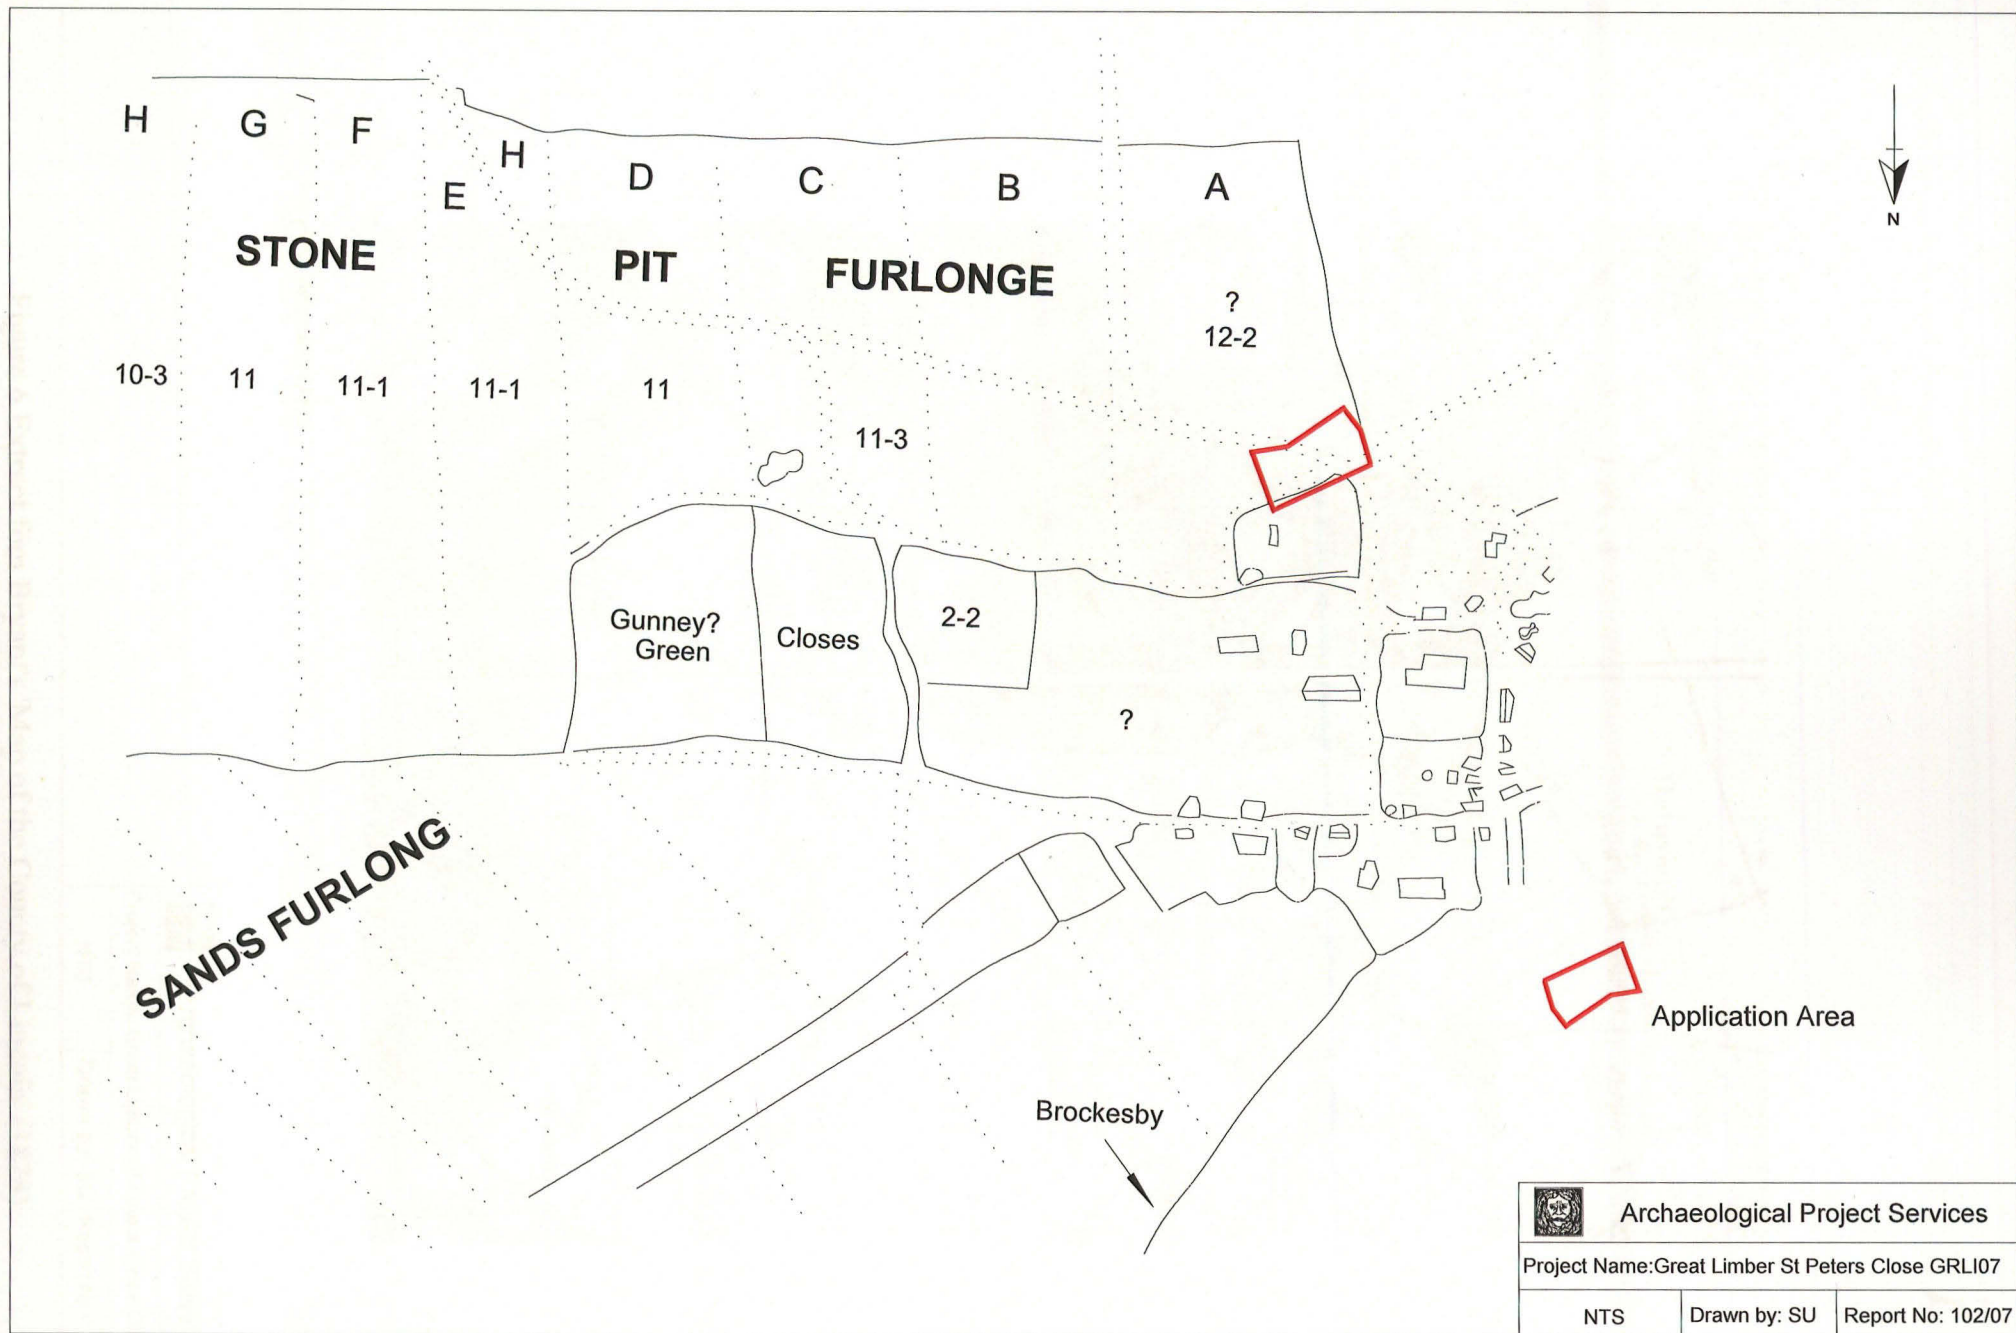 H
G
F
H
E
D
C
B
A
STONE
PIT
FURLONGE
?
12-2
10-3
11
11-1
11-1
11
11-3
N
Gunney?
Green
Closes
2-2
?
SANDS FURLONG
Brockesby
Application Area
Archaeological Project Services
Project Name:Great Limber St Peters Close GRLI07
NTS
Drawn by: SU
Report No: 102/07